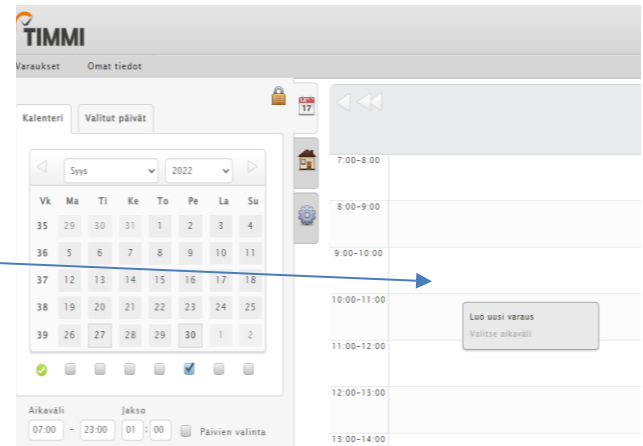 TIMMI
Varaukset Omat tiedot
Kalenteri Valitut päivät
17
Syys 2022
Vk Ma Ti Ke To Pe La Su
35 29 30 31 1 2 3 4
36 5 6 7 8 9 10 11
37 12 13 14 15 16 17 18
38 19 20 21 22 23 24 25
39 26 27 28 29 30 1 2
Aikaväli Jakso
07:00 - 23:00 01 : 00 Päivien valinta
7:00-8:00
8:00-9:00
9:00-10:00
10:00-11:00
Luo uusi varaus
Valitse aikaväli
11:00-12:00
12:00-13:00
13:00-14:00